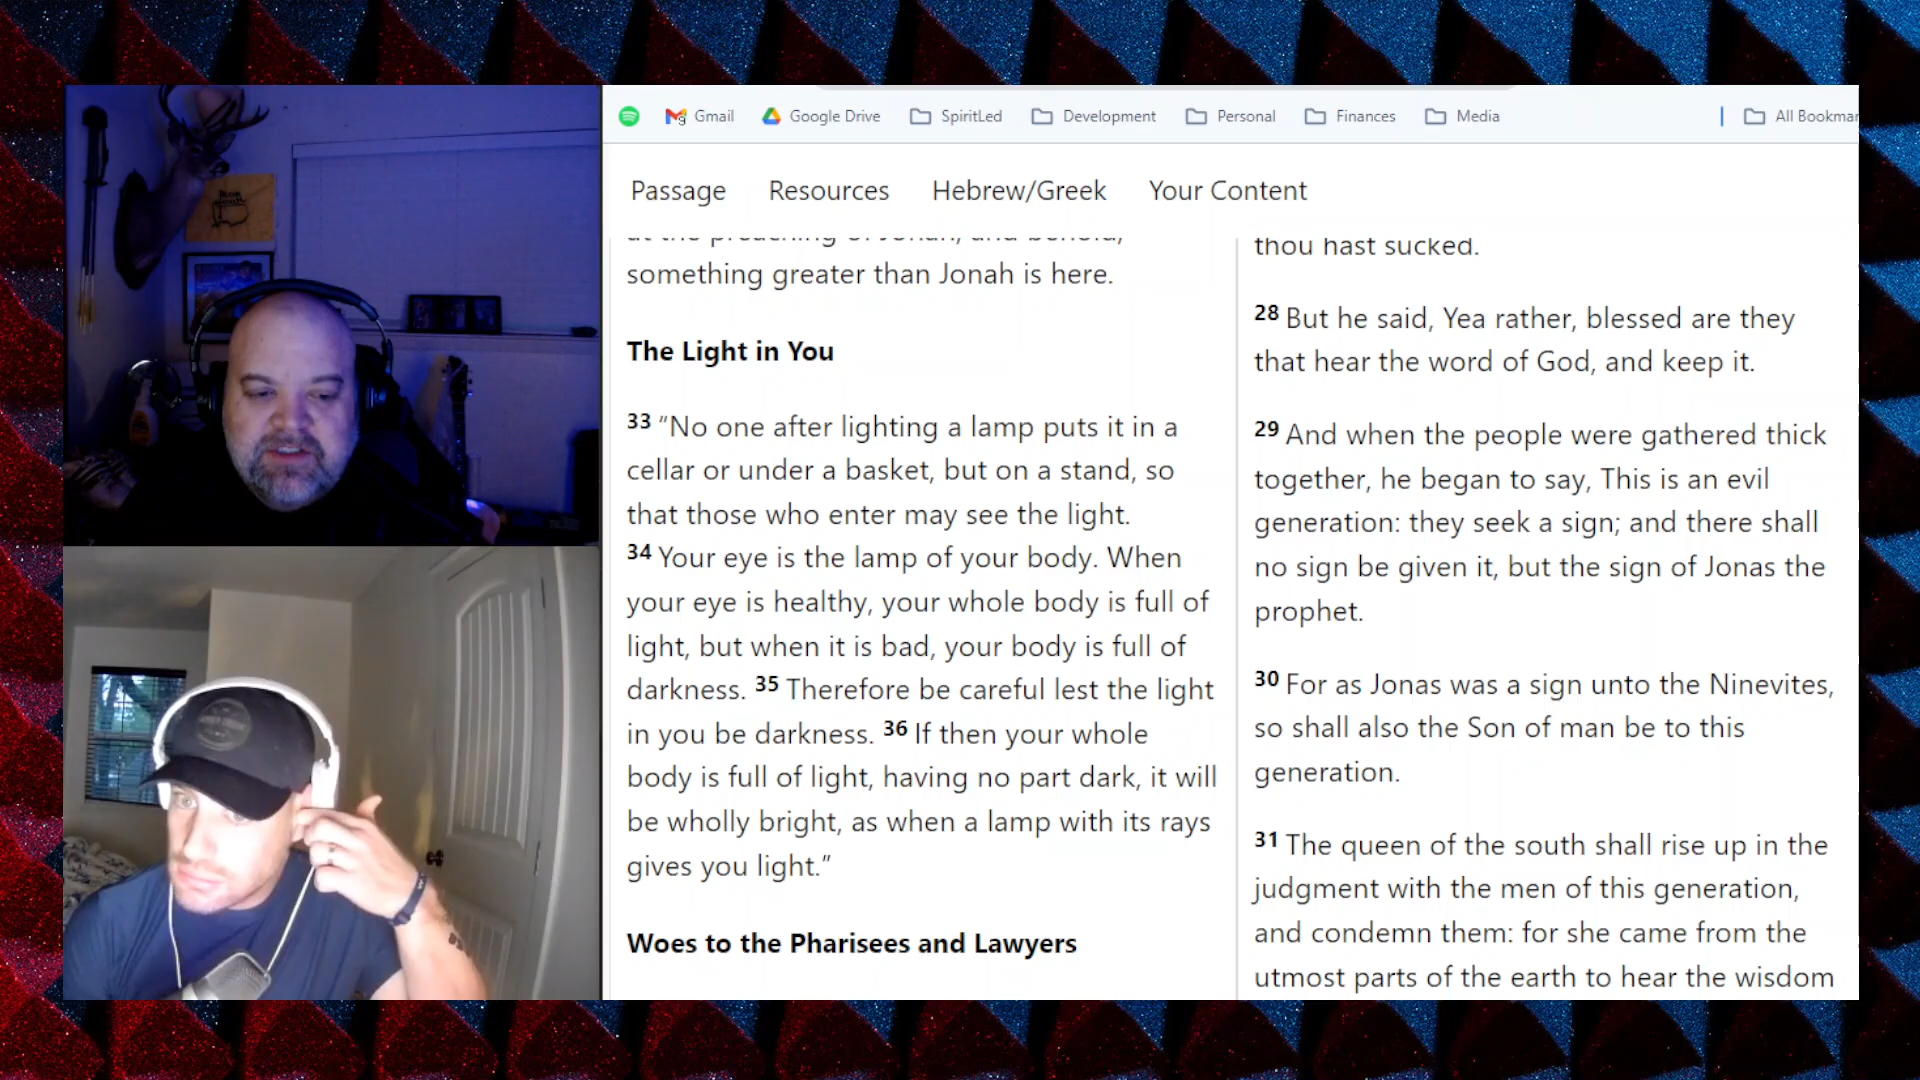 Gmail Google Drive SpiritLed Development Personal Finances Media All Bookmar
Passage Resources Hebrew/Greek Your Content
at the preaching of Jonah, and behold,
something greater than Jonah is here.
The Light in You
33 “No one after lighting a lamp puts it in a
cellar or under a basket, but on a stand, so
that those who enter may see the light.
34 Your eye is the lamp of your body. When
your eye is healthy, your whole body is full of
light, but when it is bad, your body is full of
darkness. 35 Therefore be careful lest the light
in you be darkness. 36 If then your whole
body is full of light, having no part dark, it will
be wholly bright, as when a lamp with its rays
gives you light.”
Woes to the Pharisees and Lawyers
thou hast sucked.
28 But he said, Yea rather, blessed are they
that hear the word of God, and keep it.
29 And when the people were gathered thick
together, he began to say, This is an evil
generation: they seek a sign; and there shall
no sign be given it, but the sign of Jonas the
prophet.
30 For as Jonas was a sign unto the Ninevites,
so shall also the Son of man be to this
generation.
31 The queen of the south shall rise up in the
judgment with the men of this generation,
and condemn them: for she came from the
utmost parts of the earth to hear the wisdom